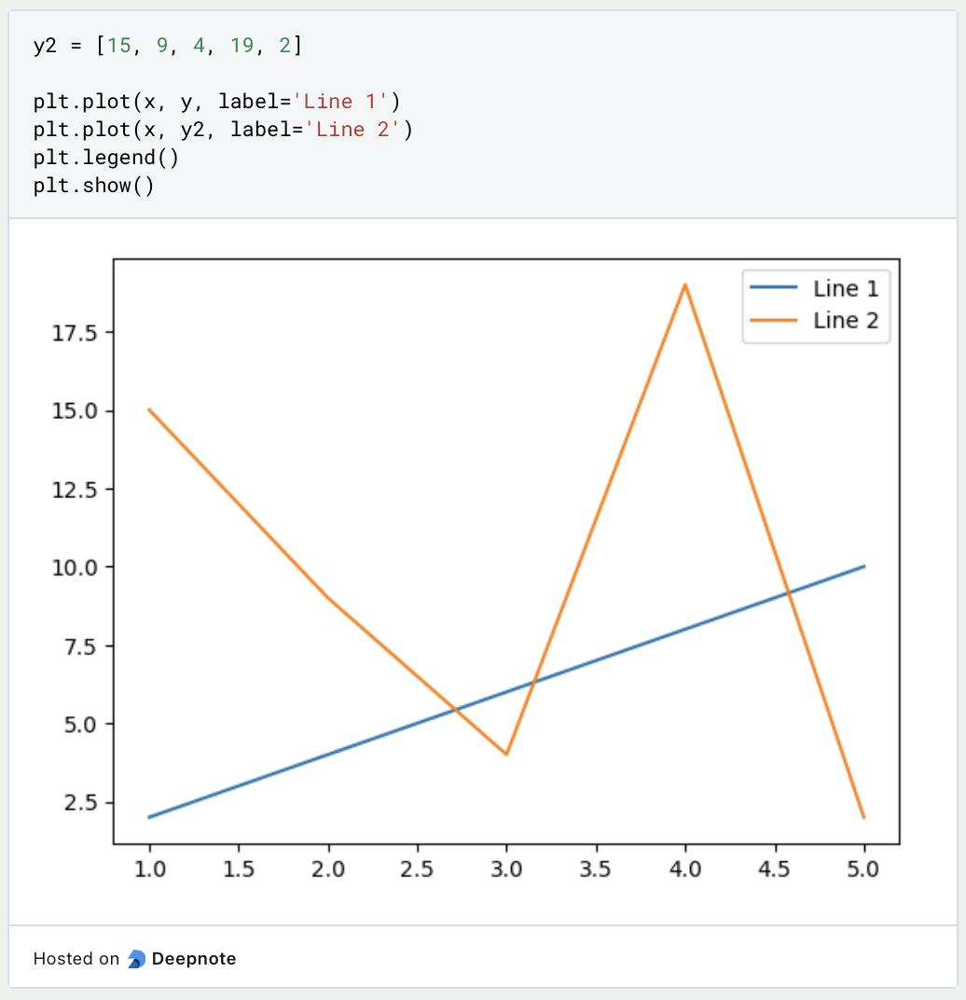 y2 = [15, 9, 4, 19, 2]
plt.plot(x, y, label='Line 1')
plt.plot(x, y2, label='Line 2')
plt.legend()
plt.show()
Line 1
Line 2
17.5
15.0
12.5
10.0
7.5
5.0
2.5
1.0 1.5 2.0 2.5 3.0 3.5 4.0 4.5 5.0
Hosted on Deepnote